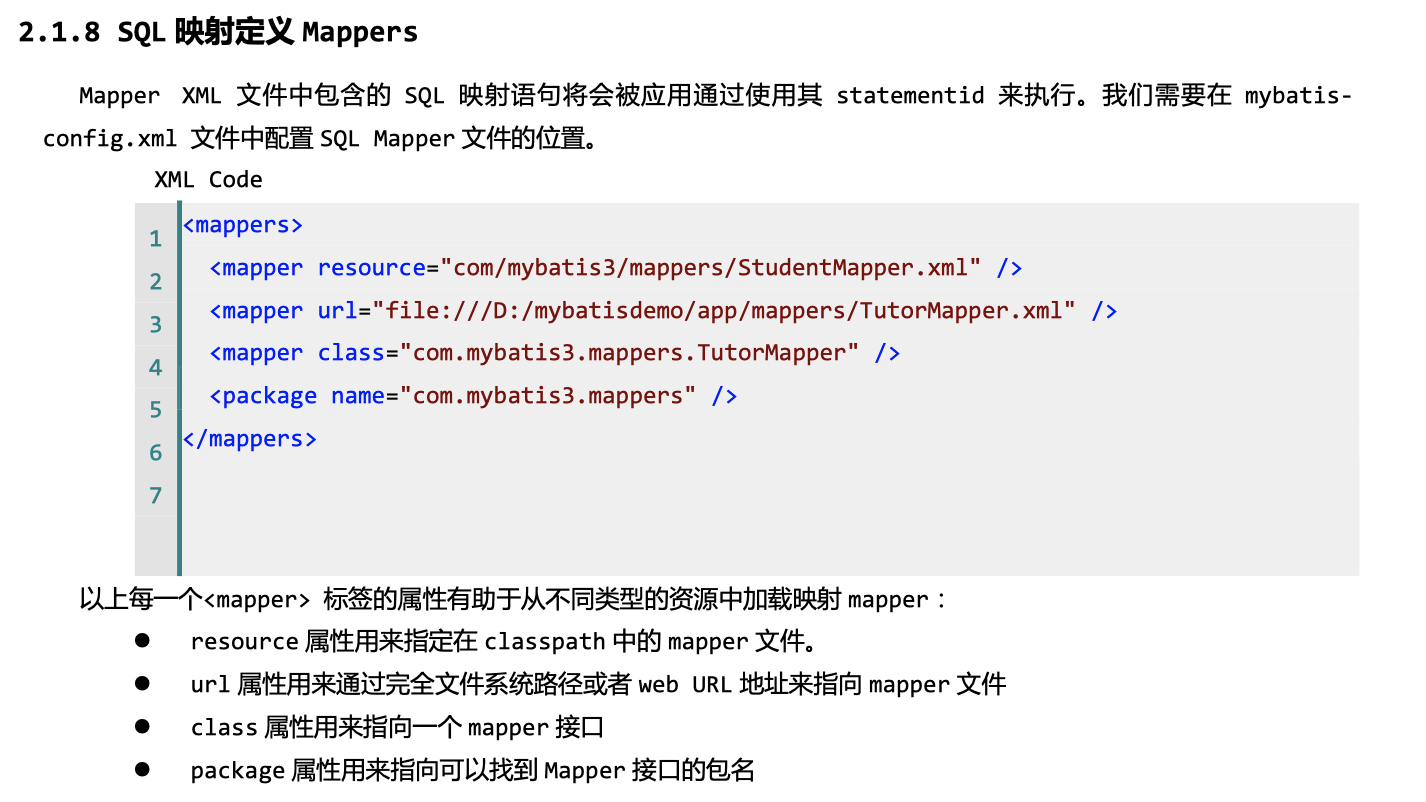 2.1.8 SQL 映射定义 Mappers
Mapper XML 文件中包含的 SQL 映射语句将会被应用通过使用其 statementid 来执行。我们需要在 mybatis-
config.xml 文件中配置 SQL Mapper 文件的位置。
XML Code
1 <mappers>
2 <mapper resource="com/mybatis3/mappers/StudentMapper.xml" />
3 <mapper url="file:///D:/mybatisdemo/app/mappers/TutorMapper.xml" />
4 <mapper class="com.mybatis3.mappers.TutorMapper" />
5 <package name="com.mybatis3.mappers" />
6 </mappers>
7
以上每一个<mapper> 标签的属性有助于从不同类型的资源中加载映射 mapper：
● resource 属性用来指定在 classpath 中的 mapper 文件。
● url 属性用来通过完全文件系统路径或者 web URL 地址来指向 mapper 文件
● class 属性用来指向一个 mapper 接口
● package 属性用来指向可以找到 Mapper 接口的包名